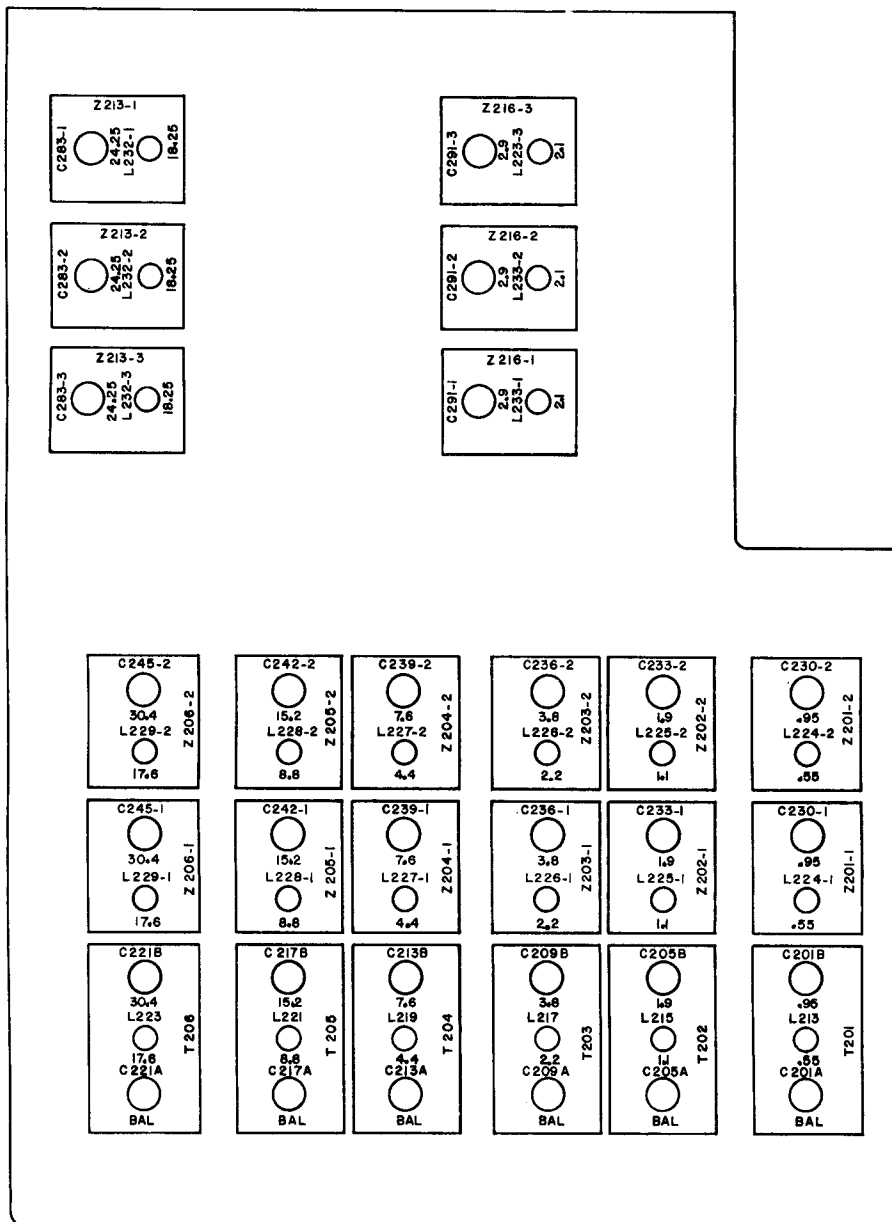 Z213-1
C283-1
24.25
L232-1
18.25
Z216-3
C291-3
2.9
L223-3
2.1
Z213-2
C283-2
24.25
L232-2
18.25
Z216-2
C291-2
2.9
L233-2
2.1
Z213-3
C283-3
24.25
L232-3
18.25
Z216-1
C291-1
2.9
L233-1
2.1
C245-2
30.4
L229-2
17.6
Z206-2
C242-2
15.2
L228-2
8.8
Z205-2
C239-2
7.6
L227-2
4.4
Z204-2
C236-2
3.8
L226-2
2.2
Z203-2
C233-2
1.9
L225-2
1.1
Z202-2
C230-2
.95
L224-2
.55
Z201-2
C245-1
30.4
L229-1
17.6
Z206-1
C242-1
15.2
L228-1
8.8
Z205-1
C239-1
7.6
L227-1
4.4
Z204-1
C236-1
3.8
L226-1
2.2
Z203-1
C233-1
1.9
L225-1
1.1
Z202-1
C230-1
.95
L224-1
.55
Z201-1
C221B
30.4
L223
17.6
C221A
BAL
T206
C217B
15.2
L221
8.8
C217A
BAL
T205
C213B
7.6
L219
4.4
C213A
BAL
T204
C209B
3.8
L217
2.2
C209A
BAL
T203
C205B
1.9
L215
1.1
C205A
BAL
T202
C201B
.95
L213
.55
C201A
BAL
T201